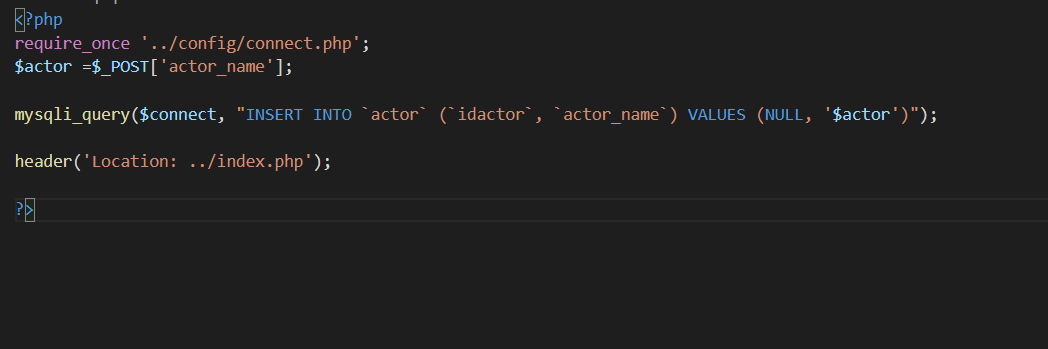 <?php
require_once '../config/connect.php';
$actor =$_POST['actor_name'];
mysqli_query($connect, "INSERT INTO `actor` (`idactor`, `actor_name`) VALUES (NULL, '$actor')");
header('Location: ../index.php');
?>